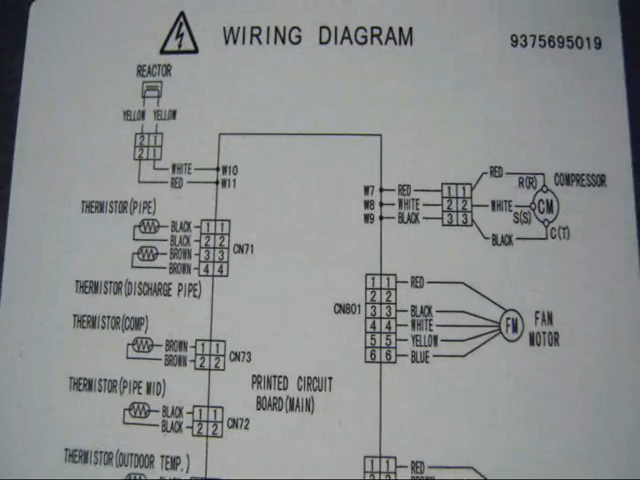 WIRING DIAGRAM
9375695019
REACTOR
YELLOW YELLOW
2 1
2 1
WHITE W10
RED W11
THERMISTOR(PIPE)
BLACK 1 1
BLACK 2 2
BROWN 3 3
BROWN 4 4
CN71
THERMISTOR(DISCHARGE PIPE)
THERMISTOR(COMP)
BROWN 1 1
BROWN 2 2
CN73
THERMISTOR(PIPE MID)
BLACK 1 1
BLACK 2 2
CN72
THERMISTOR(OUTDOOR TEMP.)
PRINTED CIRCUIT
BOARD(MAIN)
W7 RED 1 1 RED
W8 WHITE 2 2 WHITE
W9 BLACK 3 3 BLACK
R(R)
S(S)
C(T)
CM
COMPRESSOR
CN801
1 1 RED
2 2
3 3 BLACK
4 4 WHITE
5 5 YELLOW
6 6 BLUE
FM
FAN
MOTOR
1 1 RED